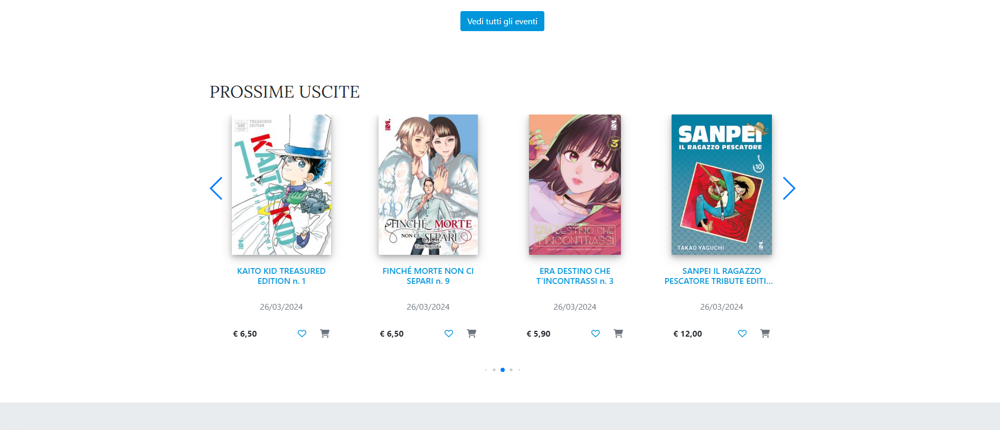 Vedi tutti gli eventi
PROSSIME USCITE
TREASURED
EDITION
1
KAITO
KID
GOSHO AOYAMA
STAR
09
FINCHÉ MORTE
NON CI SEPARI
Taro Nogizaka
STAR
3
ANASHIN
ERA DESTINO CHE
T'INCONTRASSI
SANPEI
IL RAGAZZO PESCATORE
10
TAKAO YAGUCHI
KAITO KID TREASURED
EDITION n. 1
26/03/2024
€ 6,50
FINCHÉ MORTE NON CI
SEPARI n. 9
26/03/2024
€ 6,50
ERA DESTINO CHE
T'INCONTRASSI n. 3
26/03/2024
€ 5,90
SANPEI IL RAGAZZO
PESCATORE TRIBUTE EDITI...
26/03/2024
€ 12,00